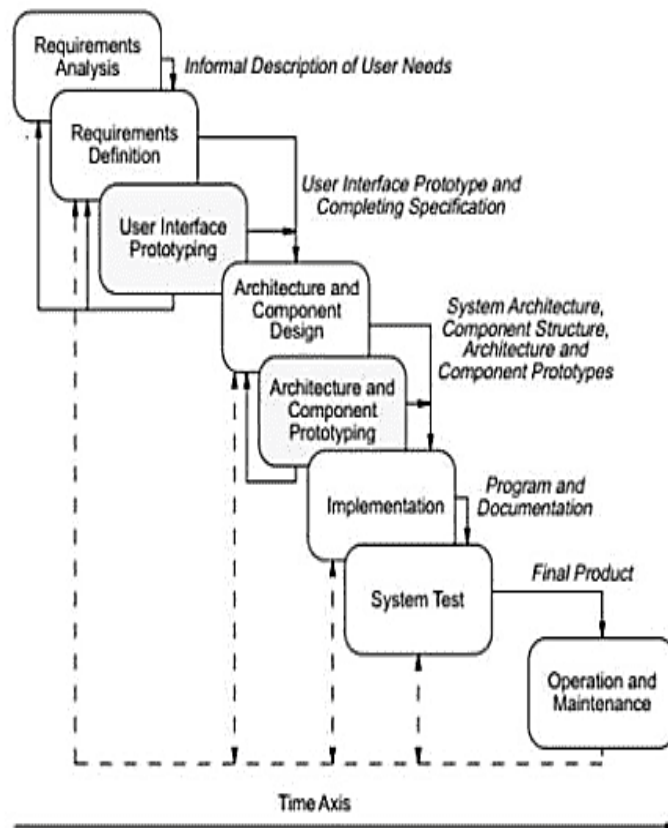 Requirements
Analysis
Informal Description of User Needs
Requirements
Definition
User Interface Prototype and
Completing Specification
User Interface
Prototyping
Architecture and
Component
Design
System Architecture,
Component Structure,
Architecture and
Component Prototypes
Architecture and
Component
Prototyping
Implementation
Program and
Documentation
System Test
Final Product
Operation and
Maintenance
Time Axis